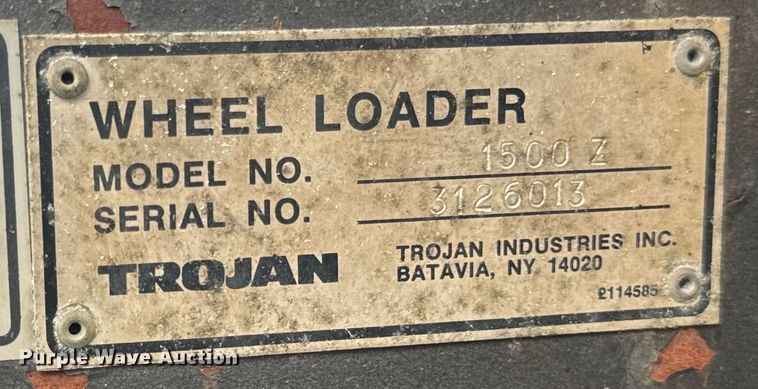 WHEEL LOADER
MODEL NO. 1500 Z
SERIAL NO. 3126013
TROJAN
TROJAN INDUSTRIES INC.
BATAVIA, NY 14020
2114585
Purple Wave Auction